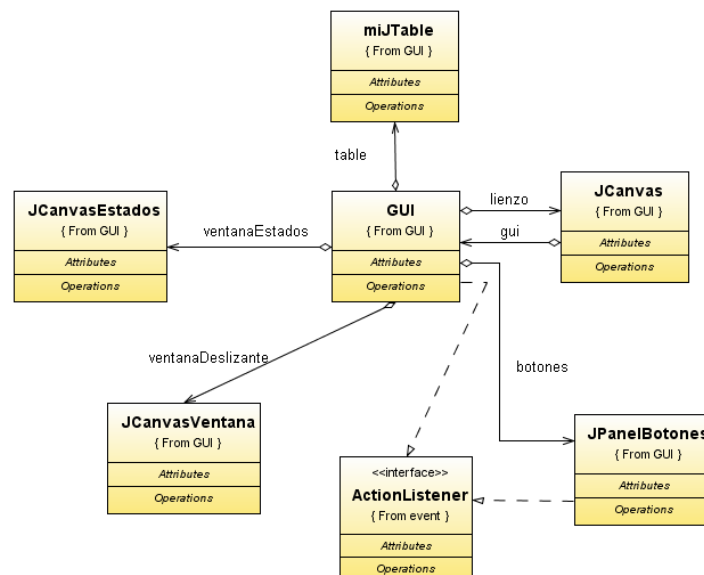 miJTable
{ From GUI }
Attributes
Operations
table
JCanvasEstados
{ From GUI }
Attributes
Operations
ventanaEstados
GUI
{ From GUI }
Attributes
Operations
lienzo
gui
JCanvas
{ From GUI }
Attributes
Operations
ventanaDeslizante
botones
JCanvasVentana
{ From GUI }
Attributes
Operations
JPanelBotones
{ From GUI }
Attributes
Operations
<<interface>>
ActionListener
{ From event }
Attributes
Operations